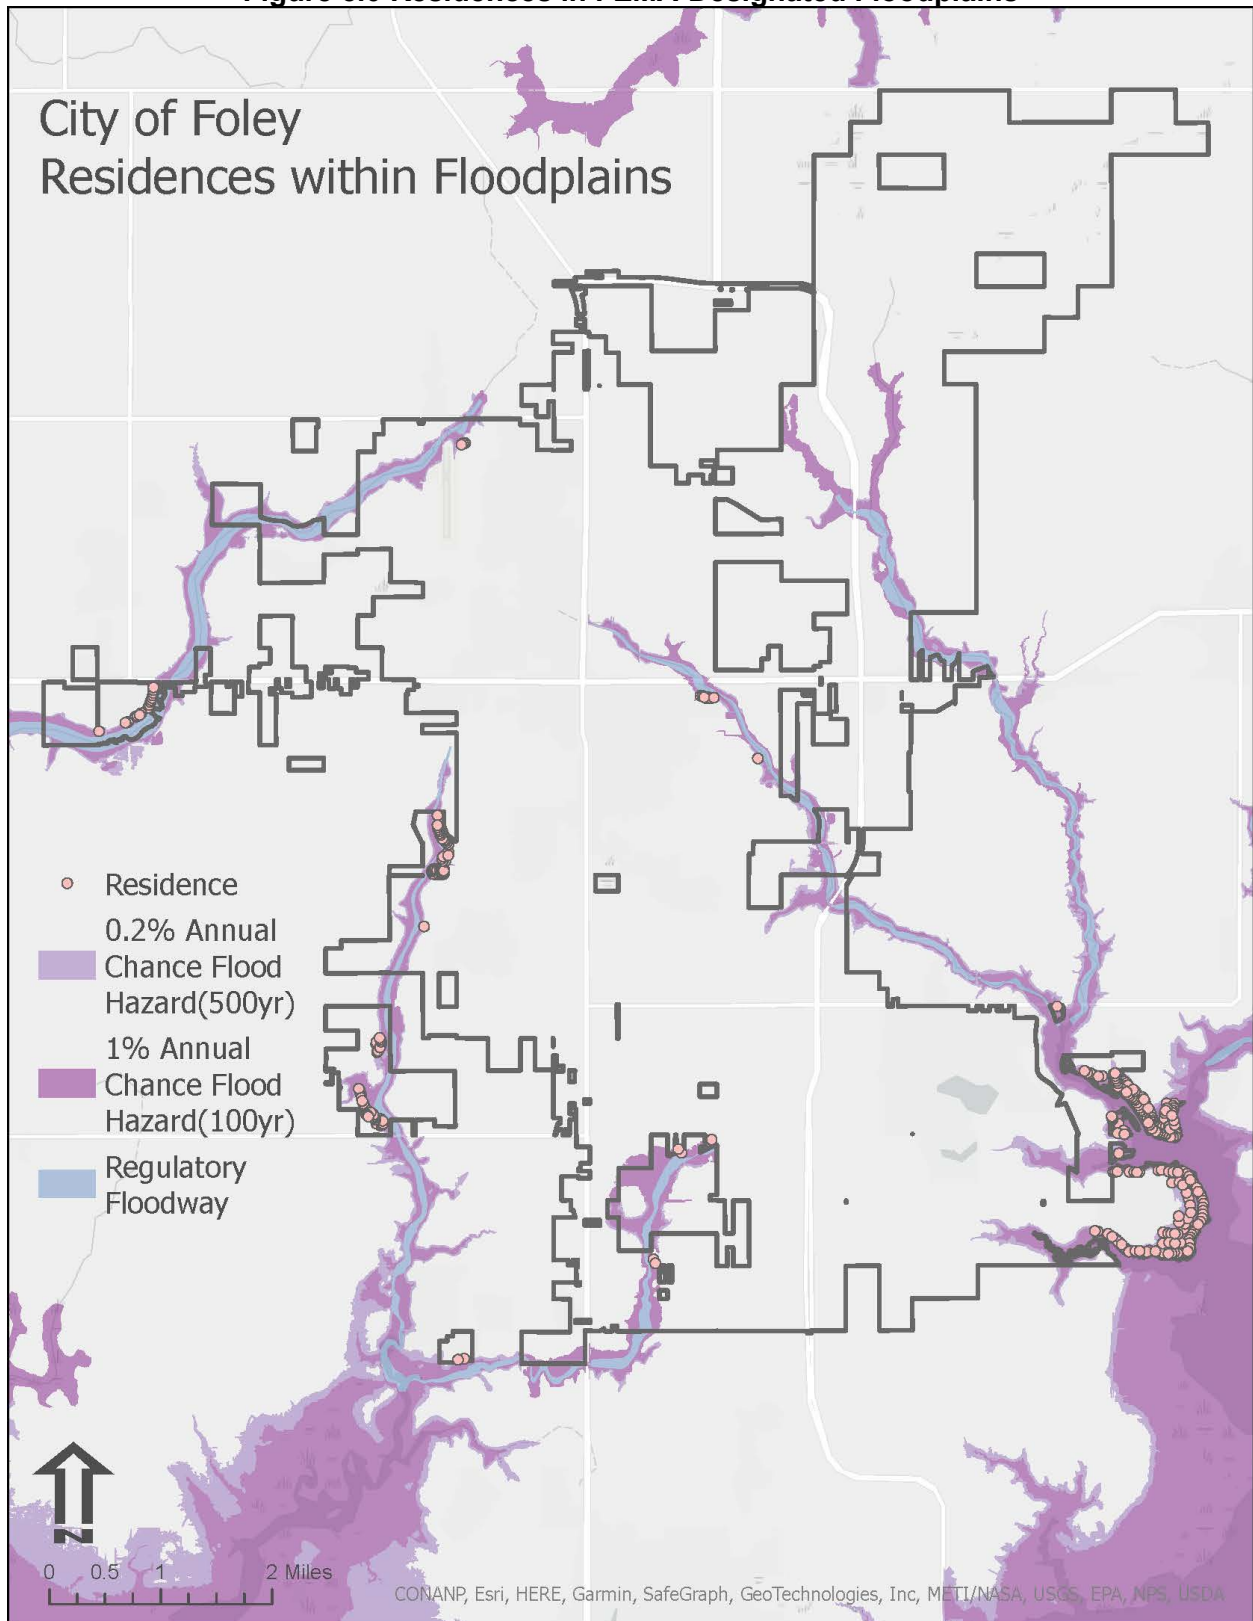 City of Foley
Residences within Floodplains
Residence
0.2% Annual
Chance Flood
Hazard(500yr)
1% Annual
Chance Flood
Hazard(100yr)
Regulatory
Floodway
N
0 0.5 1 2 Miles
CONANP, Esri, HERE, Garmin, SafeGraph, GeoTechnologies, Inc, METI/NASA, USGS, EPA, NPS, USDA